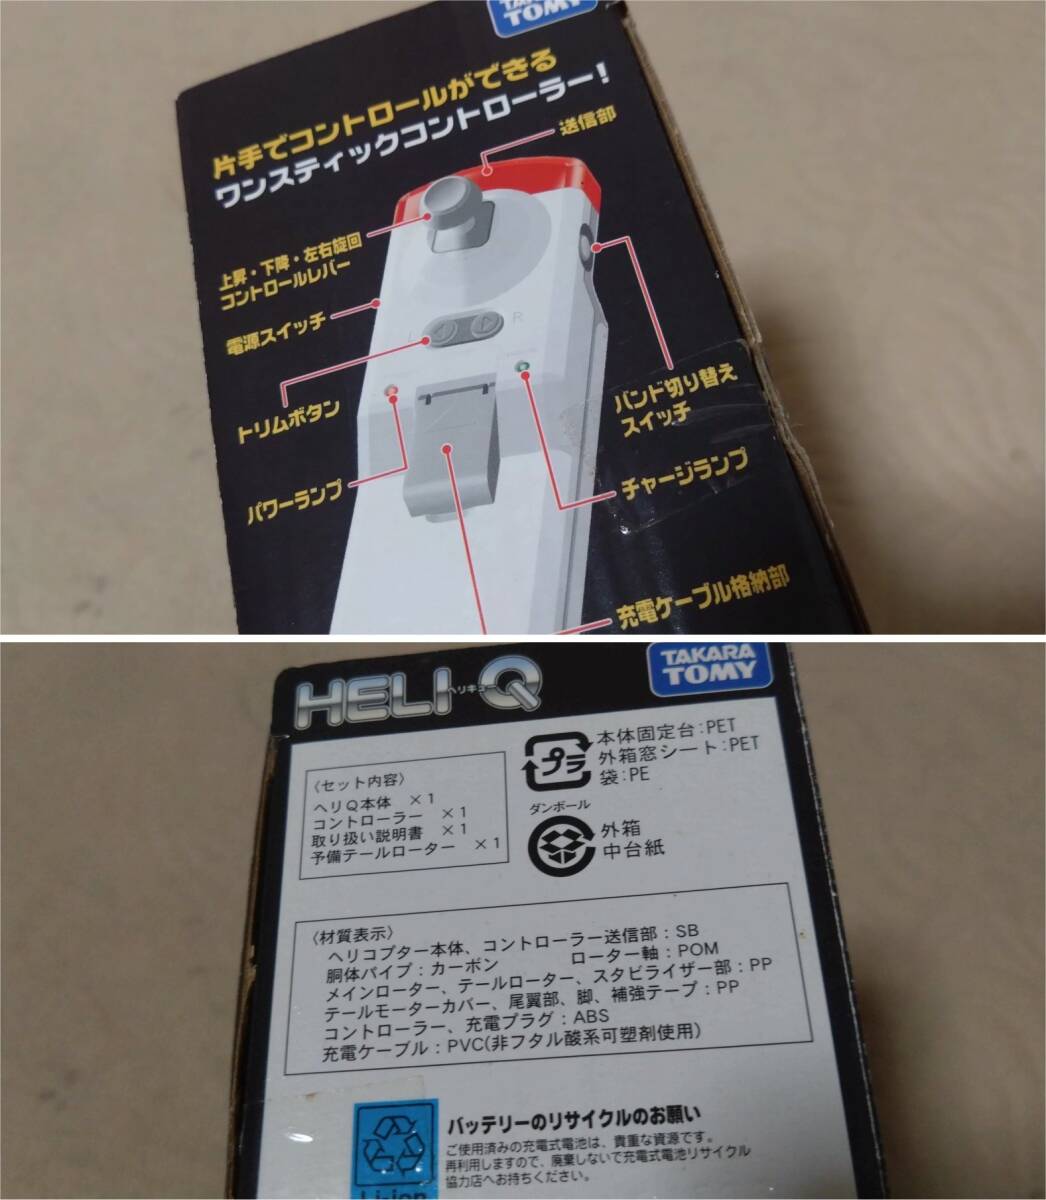 TAKARA
TOMY
片手でコントロールができる
ワンスティックコントローラー!
送信部
上昇・下降・左右旋回
コントロールレバー
電源スイッチ
L
R
トリムボタン
パワーランプ
バンド切り替え
スイッチ
チャージランプ
充電ケーブル格納部
HELI-Q
ヘリキュー
TAKARA
TOMY
〈セット内容〉
ヘリQ本体 ×1
コントローラー ×1
取り扱い説明書 ×1
予備テールローター ×1
プラ
本体固定台:PET
外箱窓シート:PET
袋:PE
ダンボール
外箱
中台紙
〈材質表示〉
ヘリコプター本体、コントローラー送信部:SB
胴体パイプ:カーボン ローター軸:POM
メインローター、テールローター、スタビライザー部:PP
テールモーターカバー、尾翼部、脚、補強テープ:PP
コントローラー、充電プラグ:ABS
充電ケーブル:PVC(非フタル酸系可塑剤使用)
バッテリーのリサイクルのお願い
ご使用済みの充電式電池は、貴重な資源です。
再利用しますので、廃棄しないで充電式電池リサイクル
協力店へお持ちください。
Li-ion